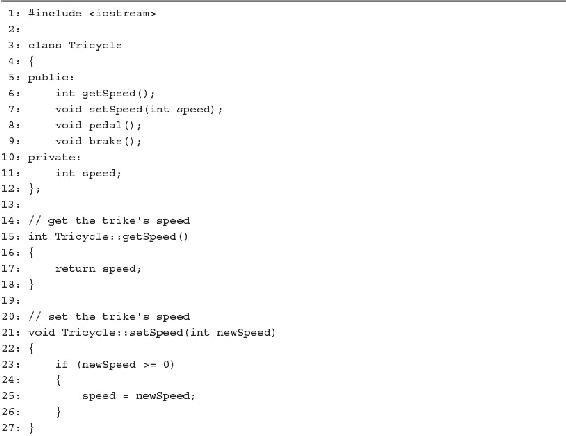 1: #include <iostream>
2:
3: class Tricycle
4: {
5: public:
6:     int getSpeed();
7:     void setSpeed(int speed);
8:     void pedal();
9:     void brake();
10: private:
11:     int speed;
12: };
13:
14: // get the trike's speed
15: int Tricycle::getSpeed()
16: {
17:     return speed;
18: }
19:
20: // set the trike's speed
21: void Tricycle::setSpeed(int newSpeed)
22: {
23:     if (newSpeed >= 0)
24:     {
25:         speed = newSpeed;
26:     }
27: }